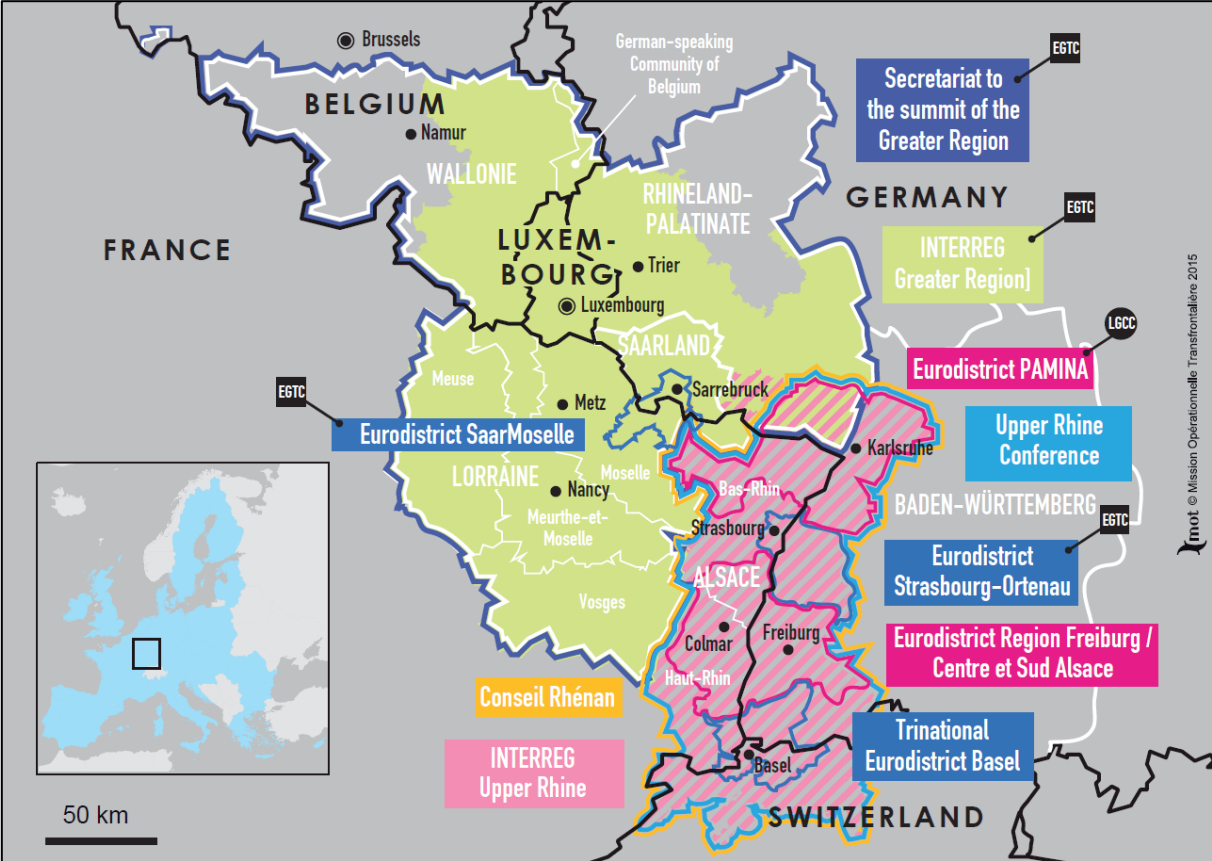 Brussels
German-speaking
Community of
Belgium
EGTC
Secretariat to
the summit of the
Greater Region
BELGIUM
Namur
WALLONIE
RHINELAND-
PALATINATE
GERMANY
EGTC
FRANCE
LUXEM-
BOURG
Trier
INTERREG
Greater Region]
Luxembourg
LGCC
SAARLAND
Eurodistrict PAMINA
Meuse
EGTC
Sarrebruck
Metz
Eurodistrict SaarMoselle
Upper Rhine
Conference
Karlsruhe
LORRAINE
Moselle
Nancy
Bas-Rhin
BADEN-WÜRTTEMBERG
Meurthe-et-
Moselle
Strasbourg
EGTC
Eurodistrict
Strasbourg-Ortenau
ALSACE
Vosges
Colmar
Freiburg
Eurodistrict Region Freiburg /
Centre et Sud Alsace
Haut-Rhin
Conseil Rhénan
Trinational
Eurodistrict Basel
INTERREG
Upper Rhine
Basel
SWITZERLAND
50 km
mot © Mission Opérationnelle Transfrontalière 2015